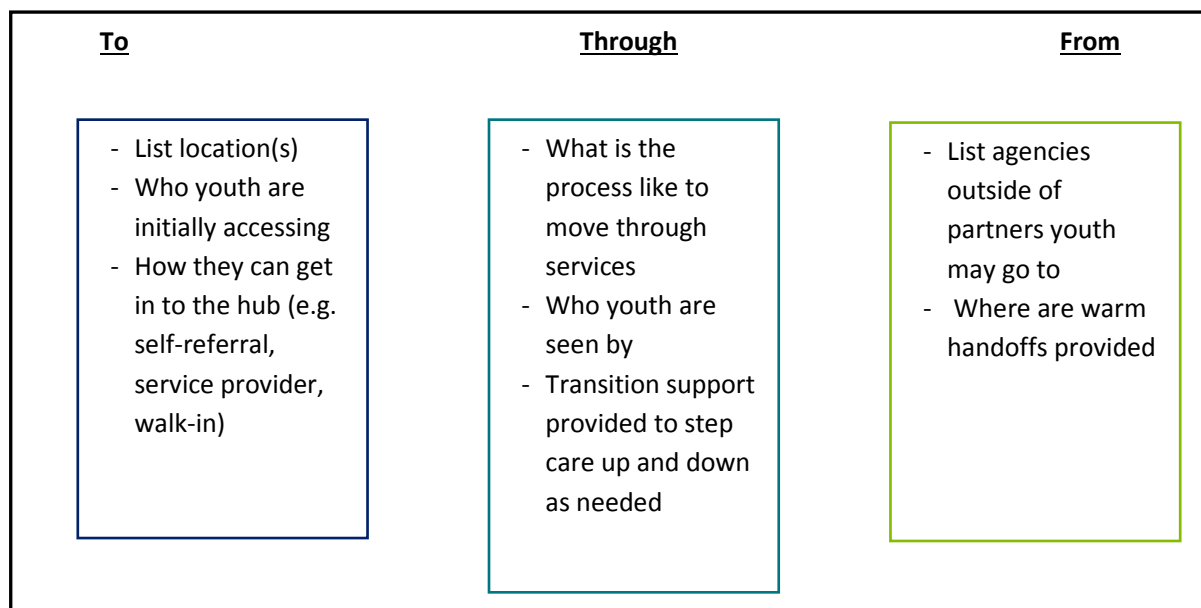 To
Through
From
- List location(s)
- Who youth are
initially accessing
- How they can get
in to the hub (e.g.
self-referral,
service provider,
walk-in)
- What is the
process like to
move through
services
- Who youth are
seen by
- Transition support
provided to step
care up and down
as needed
- List agencies
outside of
partners youth
may go to
- Where are warm
handoffs provided